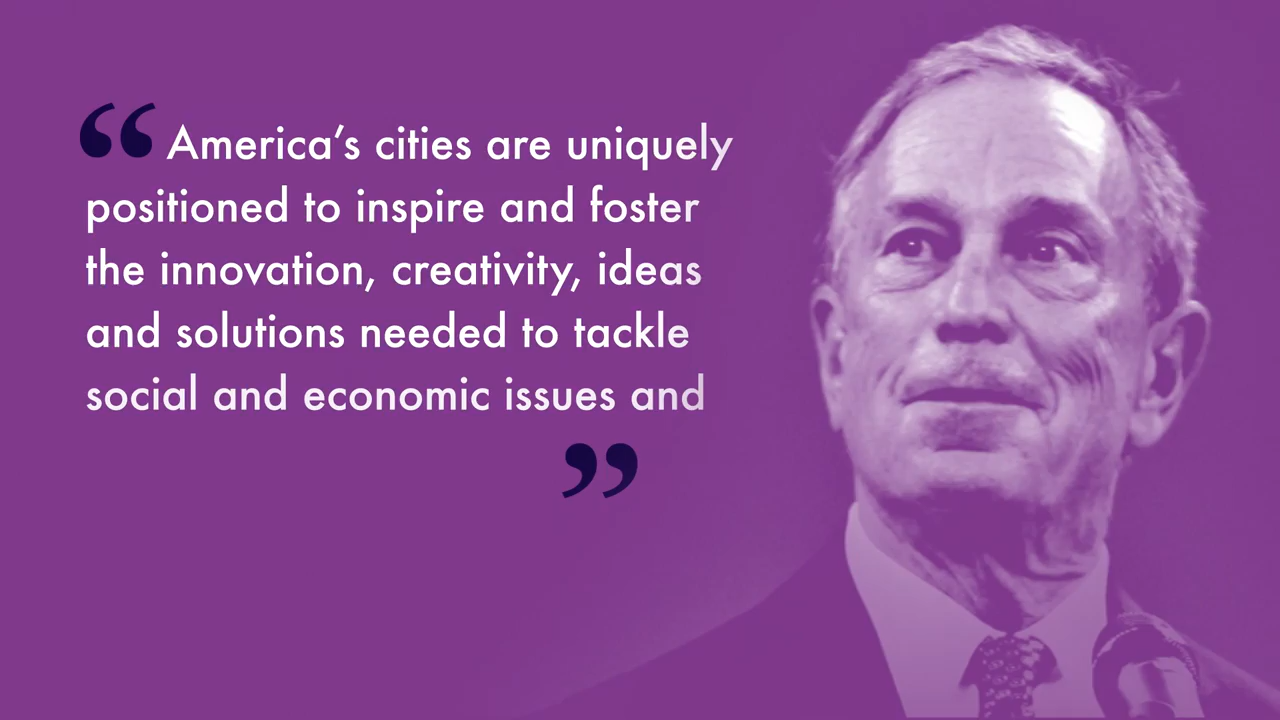 “ America’s cities are uniquely
positioned to inspire and foster
the innovation, creativity, ideas
and solutions needed to tackle
social and economic issues and
”